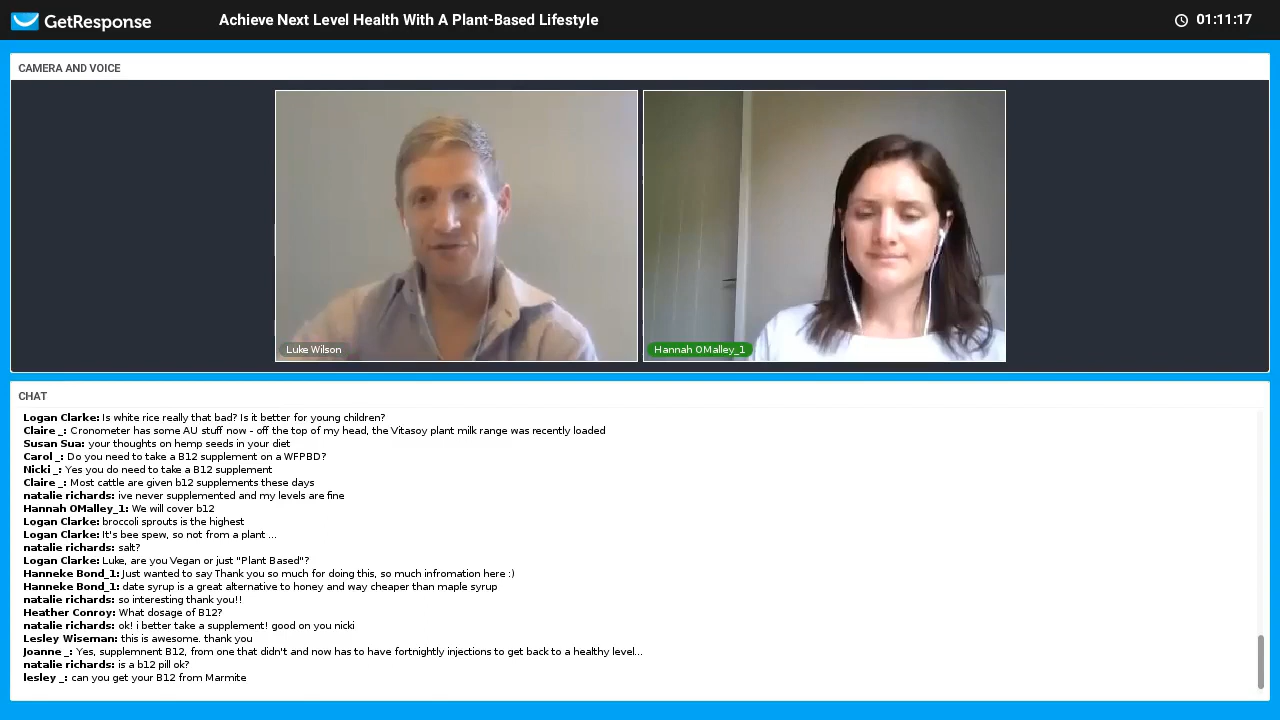 GetResponse
Achieve Next Level Health With A Plant-Based Lifestyle
01:11:17
CAMERA AND VOICE
Luke Wilson
Hannah OMalley_1
CHAT
Logan Clarke: Is white rice really that bad? Is it better for young children?
Claire _: Cronometer has some AU stuff now - off the top of my head, the Vitasoy plant milk range was recently loaded
Susan Sua: your thoughts on hemp seeds in your diet
Carol _: Do you need to take a B12 supplement on a WFPBD?
Nicki _: Yes you do need to take a B12 supplement
Claire _: Most cattle are given b12 supplements these days
natalie richards: ive never supplemented and my levels are fine
Hannah OMalley_1: We will cover b12
Logan Clarke: broccoli sprouts is the highest
Logan Clarke: It's bee spew, so not from a plant ...
natalie richards: salt?
Logan Clarke: Luke, are you Vegan or just "Plant Based"?
Hanneke Bond_1: Just wanted to say Thank you so much for doing this, so much infromation here :)
Hanneke Bond_1: date syrup is a great alternative to honey and way cheaper than maple syrup
natalie richards: so interesting thank you!!
Heather Conroy: What dosage of B12?
natalie richards: ok! i better take a supplement! good on you nicki
Lesley Wiseman: this is awesome. thank you
Joanne _: Yes, supplemnent B12, from one that didn't and now has to have fortnightly injections to get back to a healthy level...
natalie richards: is a b12 pill ok?
lesley _: can you get your B12 from Marmite